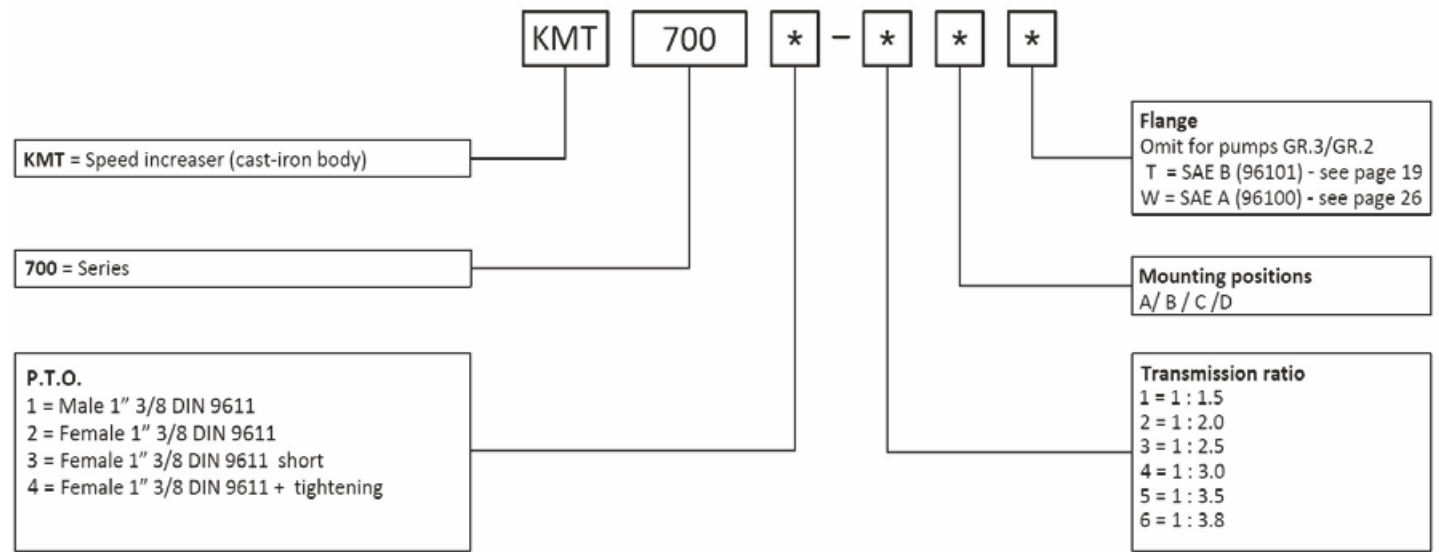 KMT 700 * - * * *
KMT = Speed increaser (cast-iron body)
700 = Series
P.T.O.
1 = Male 1” 3/8 DIN 9611
2 = Female 1” 3/8 DIN 9611
3 = Female 1” 3/8 DIN 9611 short
4 = Female 1” 3/8 DIN 9611 + tightening
Flange
Omit for pumps GR.3/GR.2
T = SAE B (96101) - see page 19
W = SAE A (96100) - see page 26
Mounting positions
A/ B / C /D
Transmission ratio
1 = 1 : 1.5
2 = 1 : 2.0
3 = 1 : 2.5
4 = 1 : 3.0
5 = 1 : 3.5
6 = 1 : 3.8